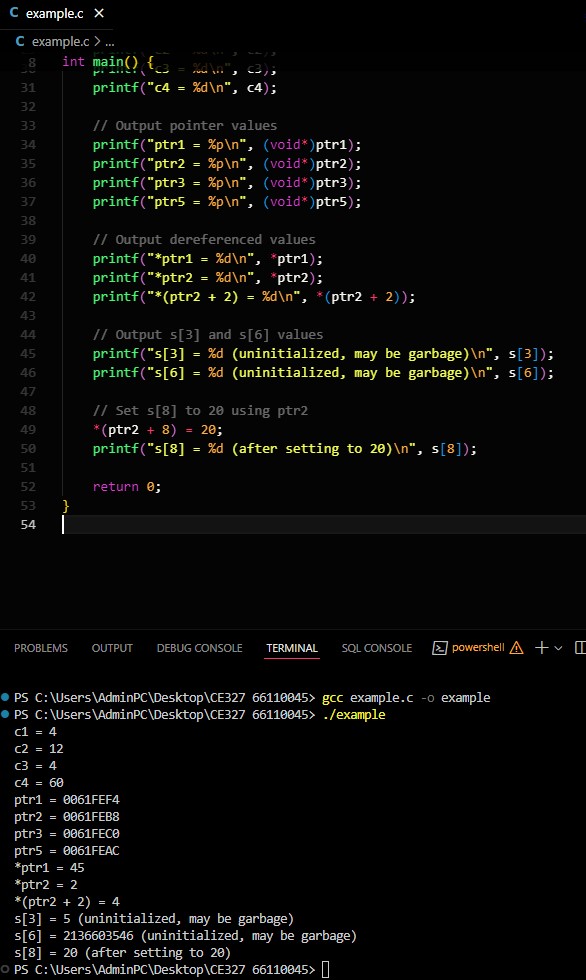 C example.c ×
C example.c > ...
8 int main() {
30 printf("c3 = %d\n", c3);
31 printf("c4 = %d\n", c4);
32
33 // Output pointer values
34 printf("ptr1 = %p\n", (void*)ptr1);
35 printf("ptr2 = %p\n", (void*)ptr2);
36 printf("ptr3 = %p\n", (void*)ptr3);
37 printf("ptr5 = %p\n", (void*)ptr5);
38
39 // Output dereferenced values
40 printf("*ptr1 = %d\n", *ptr1);
41 printf("*ptr2 = %d\n", *ptr2);
42 printf("*(ptr2 + 2) = %d\n", *(ptr2 + 2));
43
44 // Output s[3] and s[6] values
45 printf("s[3] = %d (uninitialized, may be garbage)\n", s[3]);
46 printf("s[6] = %d (uninitialized, may be garbage)\n", s[6]);
47
48 // Set s[8] to 20 using ptr2
49 *(ptr2 + 8) = 20;
50 printf("s[8] = %d (after setting to 20)\n", s[8]);
51
52 return 0;
53 }
54
PROBLEMS OUTPUT DEBUG CONSOLE TERMINAL SQL CONSOLE powershell
PS C:\Users\AdminPC\Desktop\CE327 66110045> gcc example.c -o example
PS C:\Users\AdminPC\Desktop\CE327 66110045> ./example
c1 = 4
c2 = 12
c3 = 4
c4 = 60
ptr1 = 0061FEF4
ptr2 = 0061FEB8
ptr3 = 0061FEC0
ptr5 = 0061FEAC
*ptr1 = 45
*ptr2 = 2
*(ptr2 + 2) = 4
s[3] = 5 (uninitialized, may be garbage)
s[6] = 2136603546 (uninitialized, may be garbage)
s[8] = 20 (after setting to 20)
PS C:\Users\AdminPC\Desktop\CE327 66110045>